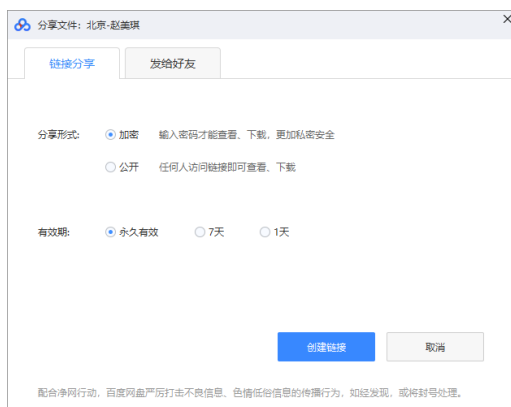 分享文件：北京-赵美琪
链接分享 发给好友
分享形式: 加密 输入密码才能查看、下载，更加私密安全
公开 任何人访问链接即可查看、下载
有效期: 永久有效 7天 1天
创建链接 取消
配合净网行动，百度网盘严厉打击不良信息、色情低俗信息的传播行为，如经发现，或将封号处理。